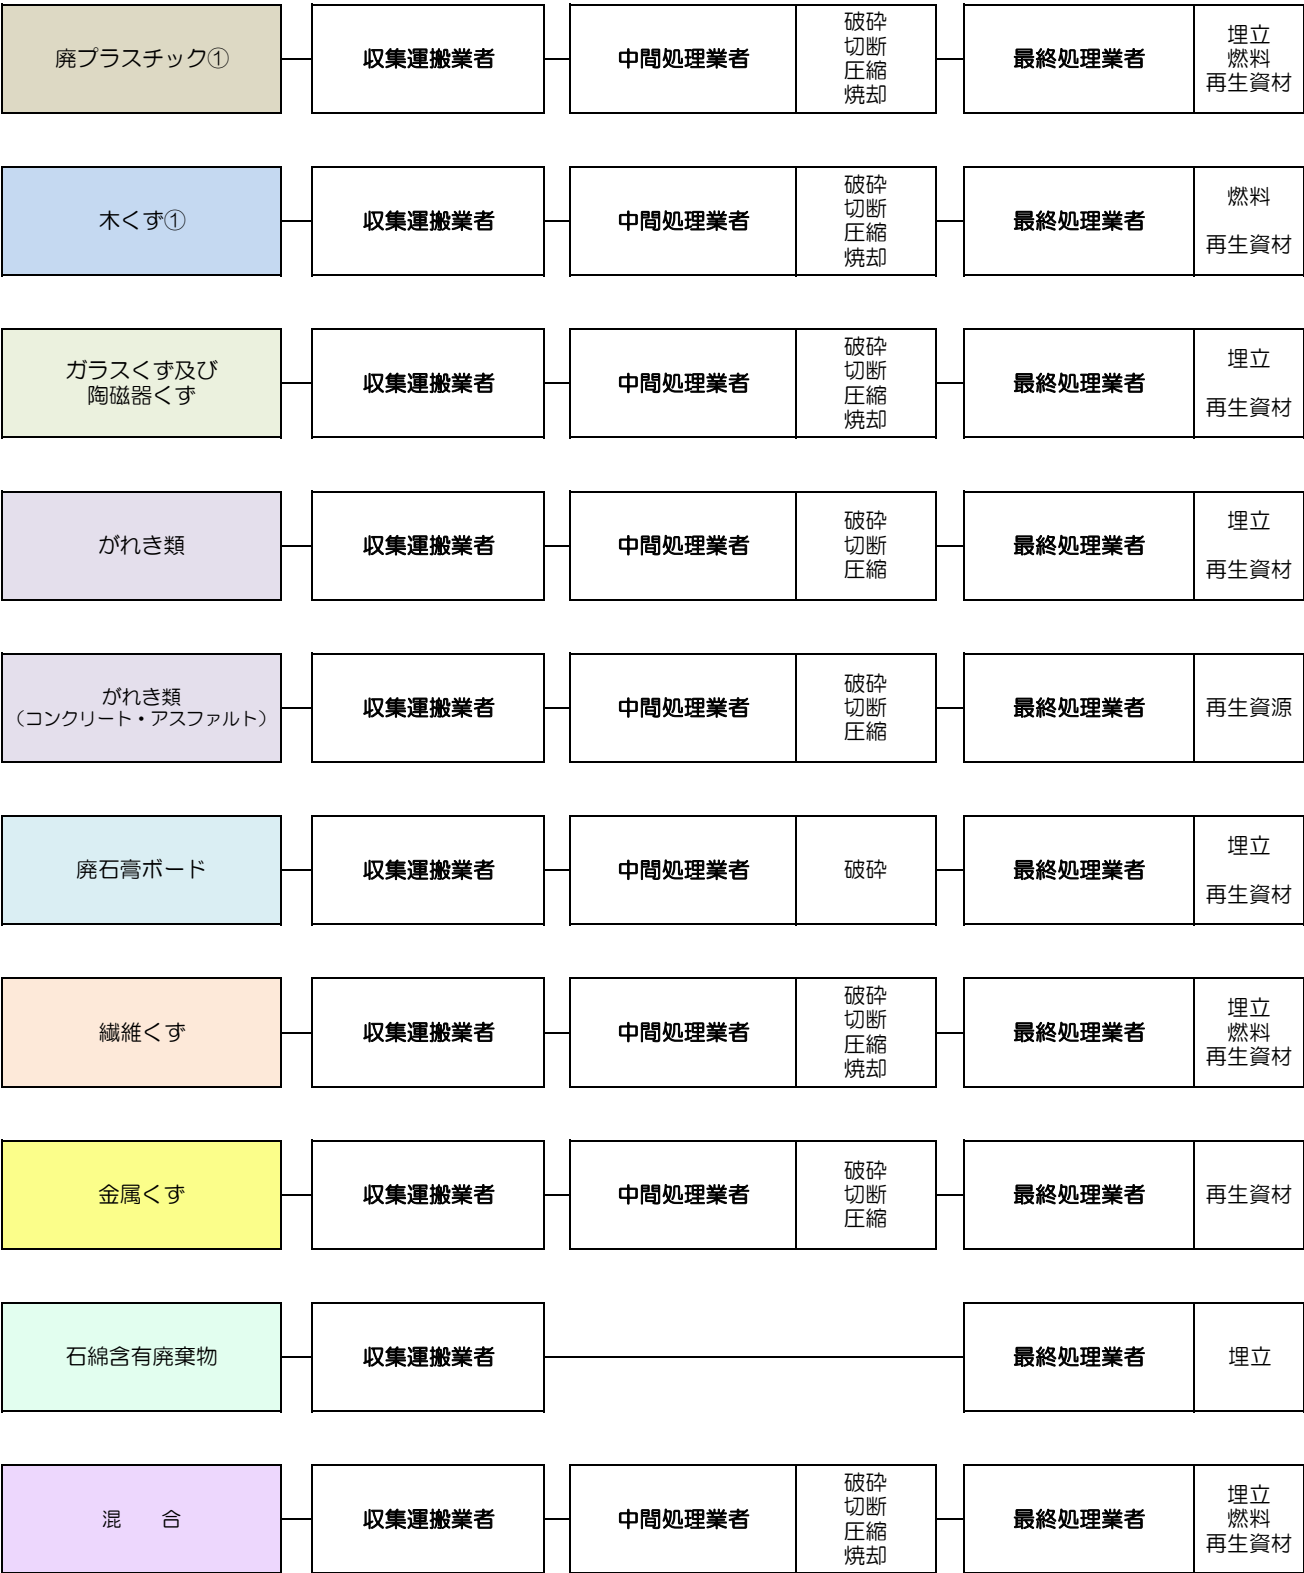 廃プラスチック①
収集運搬業者
中間処理業者
破砕
切断
圧縮
焼却
最終処理業者
埋立
燃料
再生資材
木くず①
収集運搬業者
中間処理業者
破砕
切断
圧縮
焼却
最終処理業者
燃料
再生資材
ガラスくず及び
陶磁器くず
収集運搬業者
中間処理業者
破砕
切断
圧縮
焼却
最終処理業者
埋立
再生資材
がれき類
収集運搬業者
中間処理業者
破砕
切断
圧縮
最終処理業者
埋立
再生資材
がれき類
（コンクリート・アスファルト）
収集運搬業者
中間処理業者
破砕
切断
圧縮
最終処理業者
再生資源
廃石膏ボード
収集運搬業者
中間処理業者
破砕
最終処理業者
埋立
再生資材
繊維くず
収集運搬業者
中間処理業者
破砕
切断
圧縮
焼却
最終処理業者
埋立
燃料
再生資材
金属くず
収集運搬業者
中間処理業者
破砕
切断
圧縮
最終処理業者
再生資材
石綿含有廃棄物
収集運搬業者
最終処理業者
埋立
混　合
収集運搬業者
中間処理業者
破砕
切断
圧縮
焼却
最終処理業者
埋立
燃料
再生資材